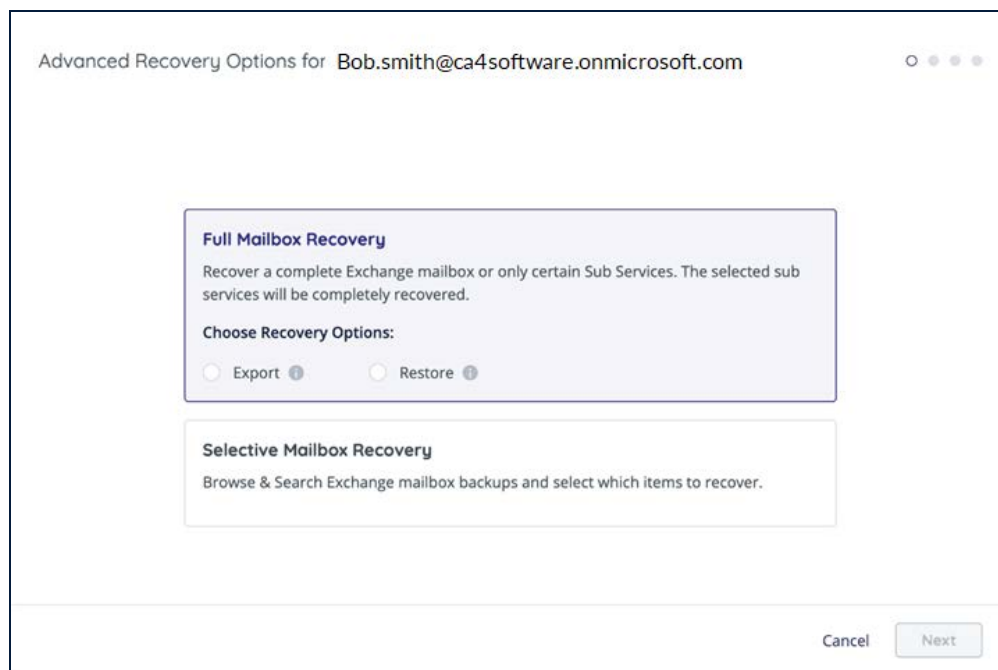 Advanced Recovery Options for Bob.smith@ca4software.onmicrosoft.com
Full Mailbox Recovery
Recover a complete Exchange mailbox or only certain Sub Services. The selected sub
services will be completely recovered.
Choose Recovery Options:
Export Restore
Selective Mailbox Recovery
Browse & Search Exchange mailbox backups and select which items to recover.
Cancel Next